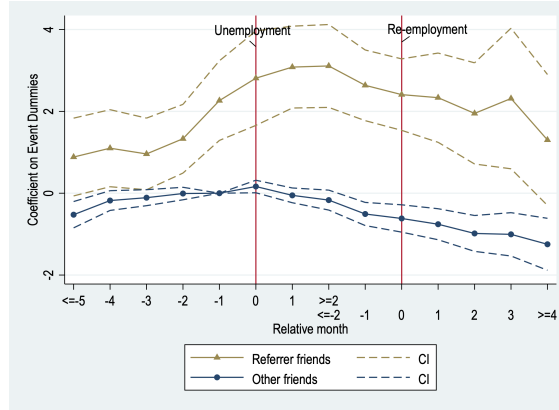 Unemployment
Re-employment
Coefficient on Event Dummies
4
2
0
-2
<=-5 -4 -3 -2 -1 0 1 >=2
<=-2 -1 0 1 2 3 >=4
Relative month
Referrer friends CI
Other friends CI